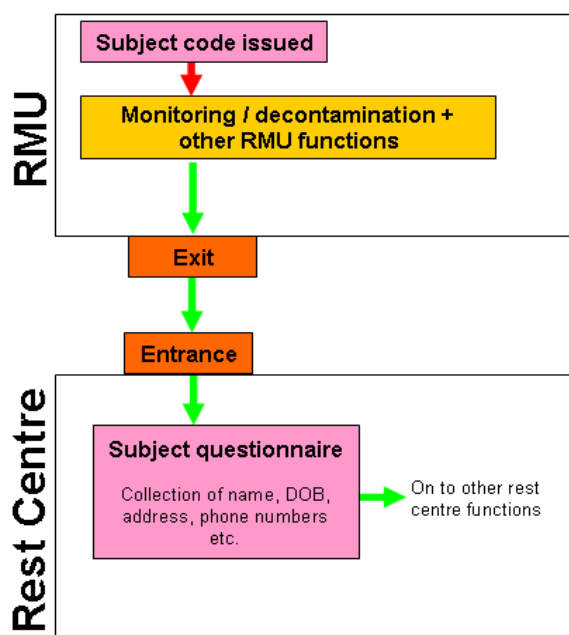 RMU
Subject code issued
Monitoring / decontamination +
other RMU functions
Exit
Entrance
Rest Centre
Subject questionnaire
Collection of name, DOB,
address, phone numbers
etc.
On to other rest
centre functions